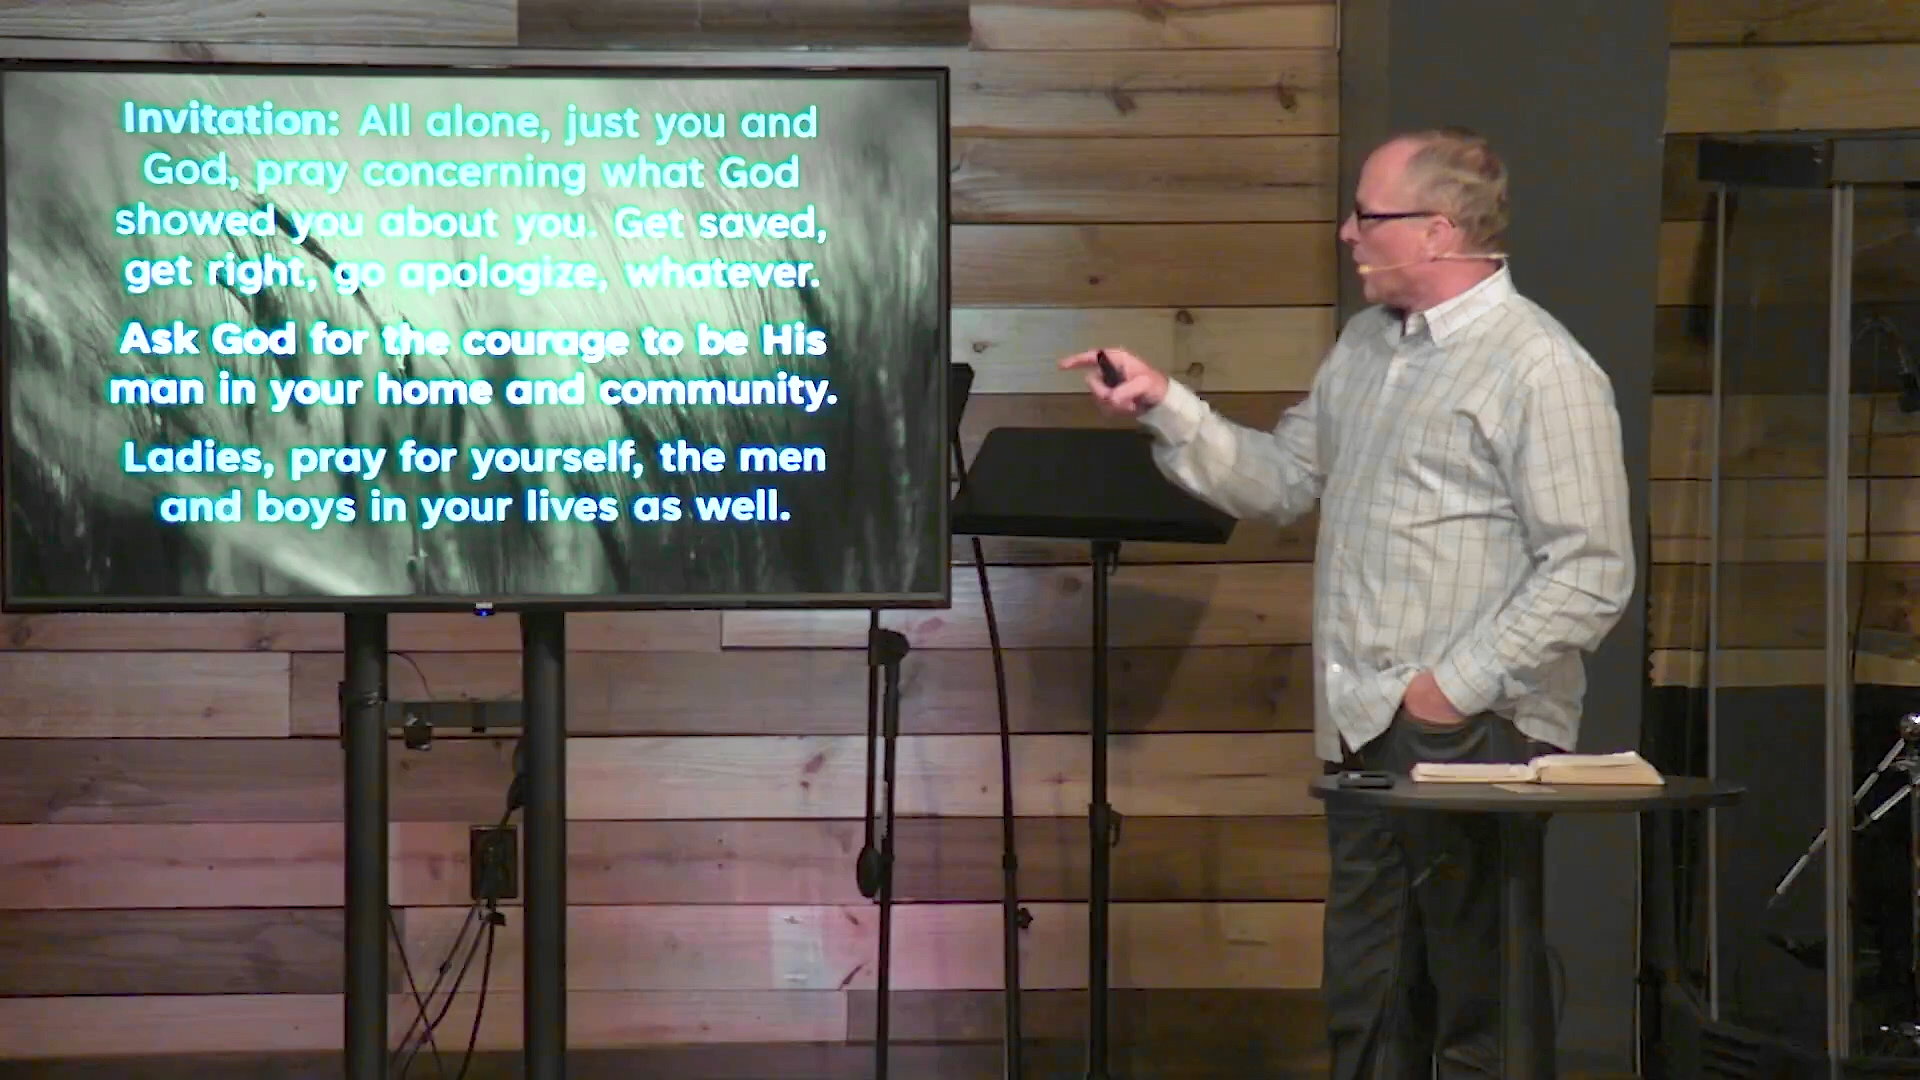 Invitation: All alone, just you and
God, pray concerning what God
showed you about you. Get saved,
get right, go apologize, whatever.
Ask God for the courage to be His
man in your home and community.
Ladies, pray for yourself, the men
and boys in your lives as well.